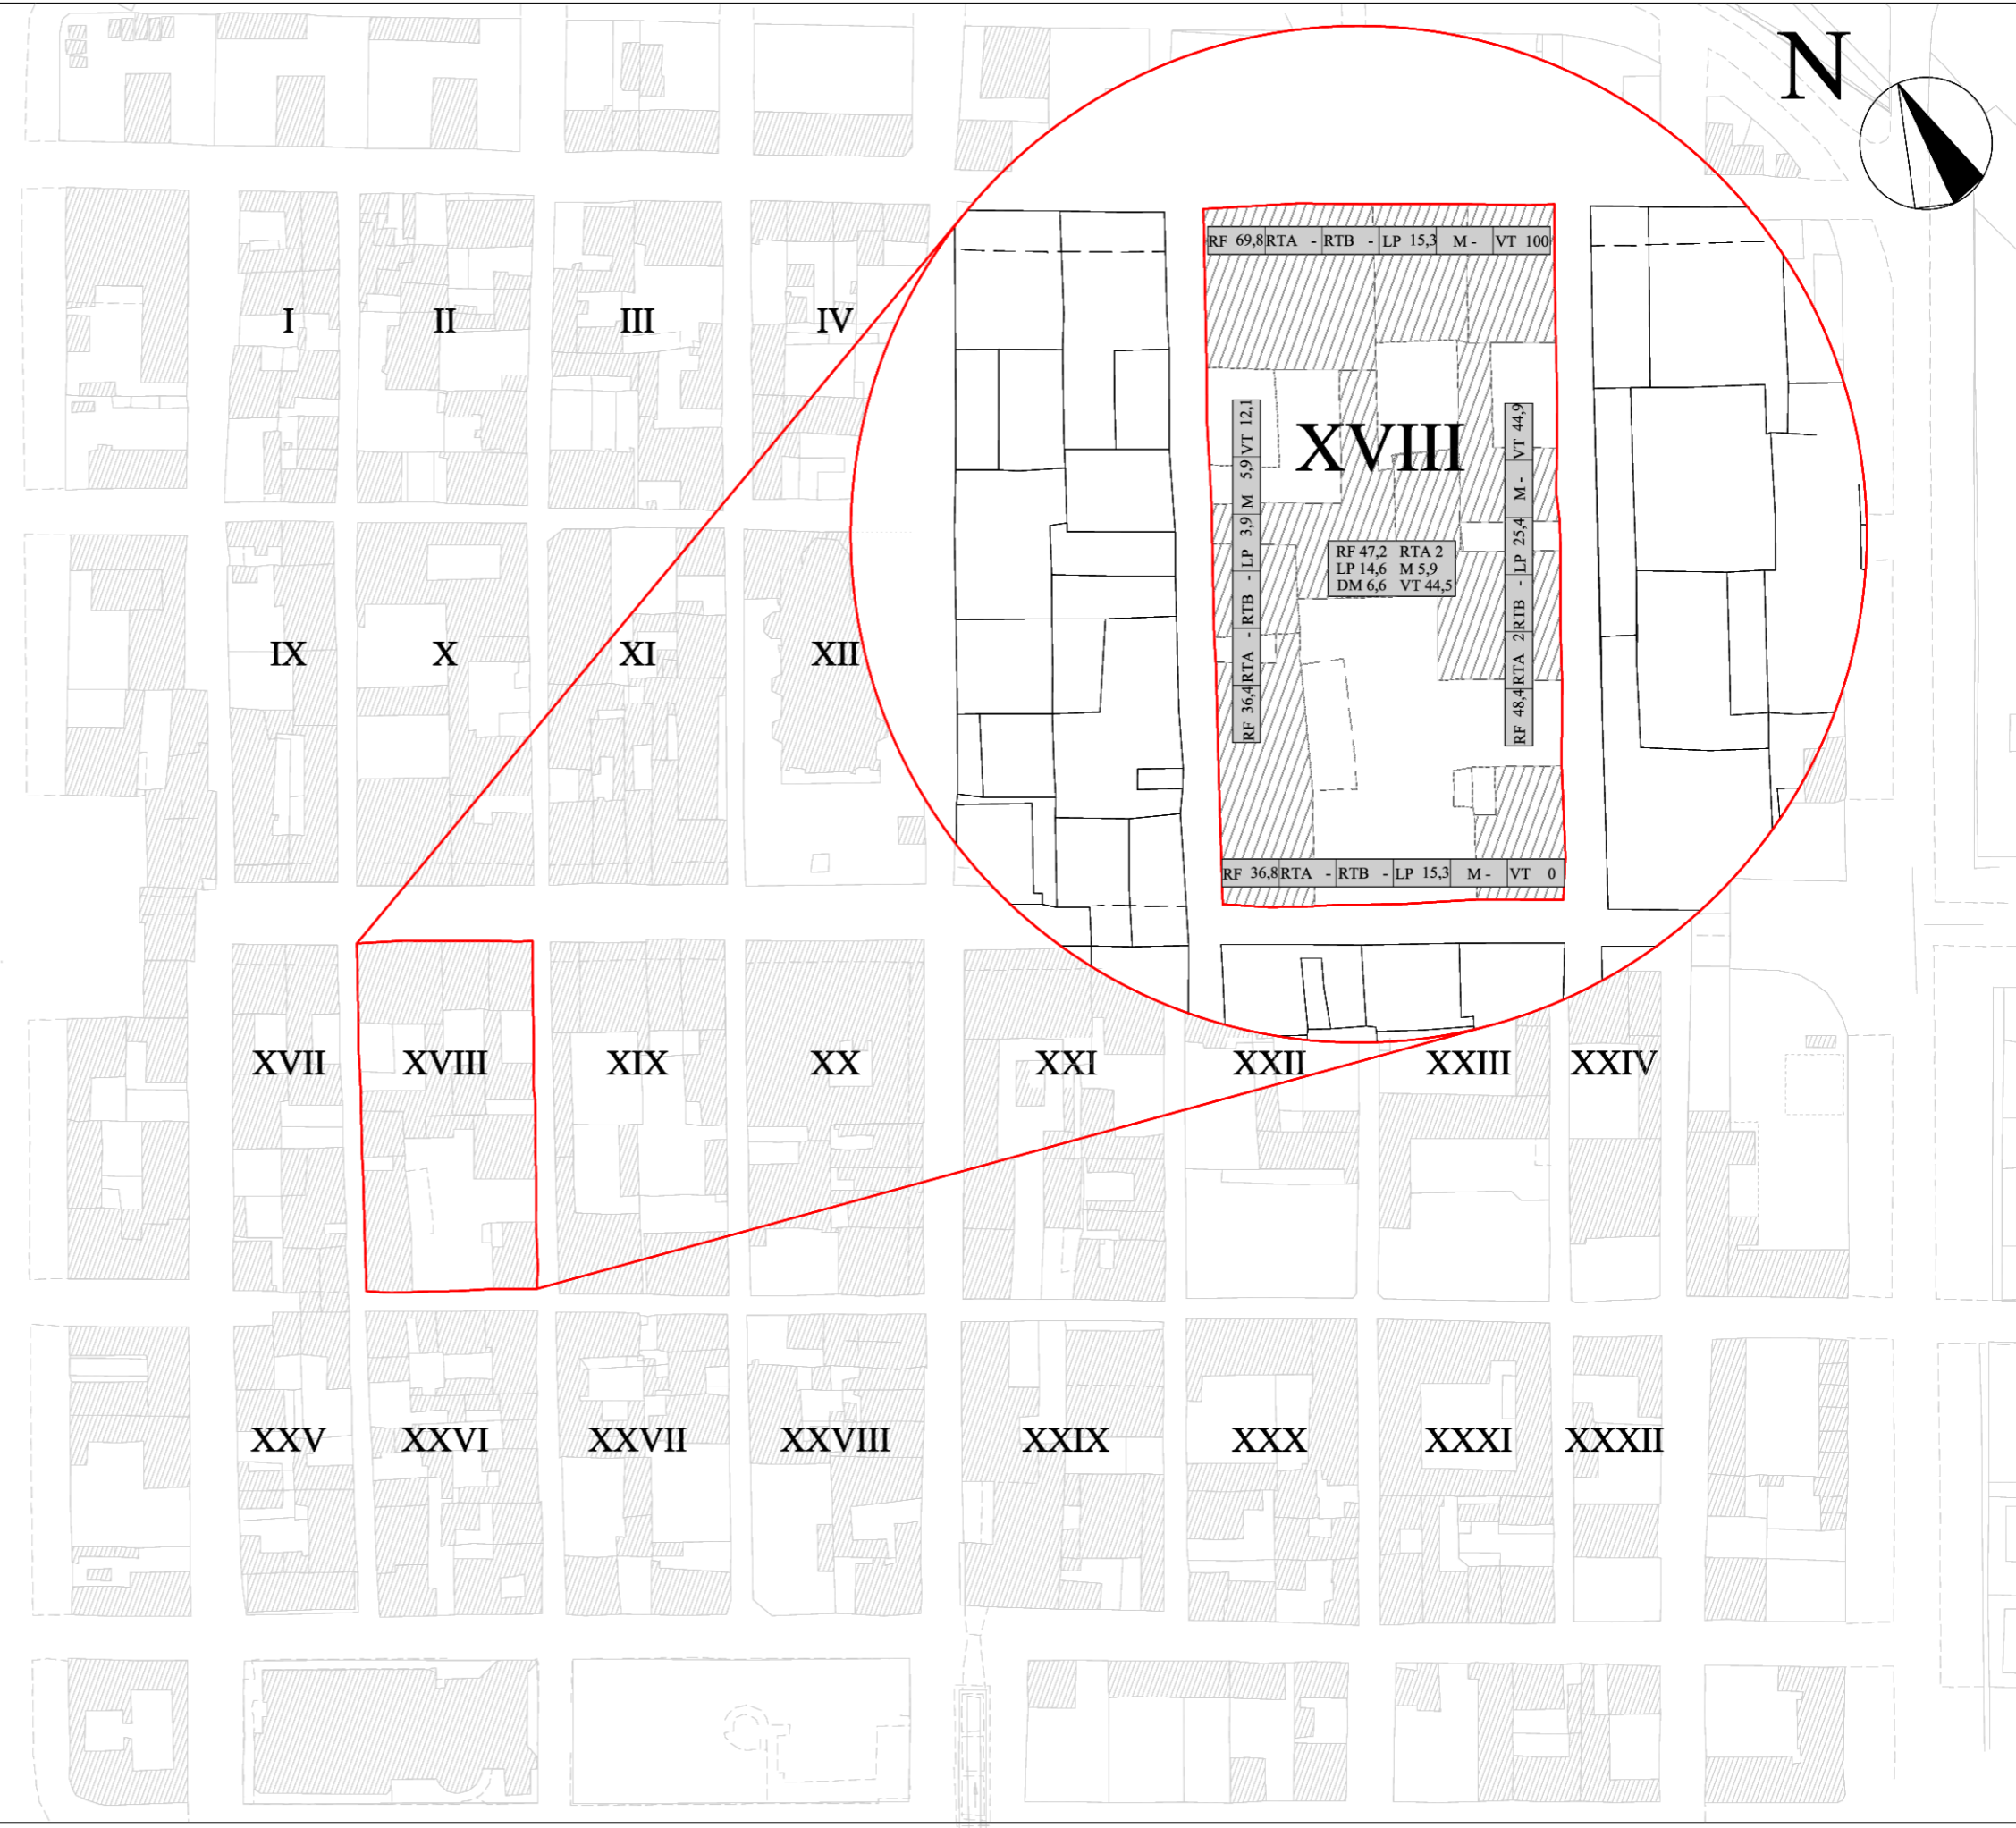 N
RF 69,8 RTA - RTB - LP 15,3 M - VT 100
I II III IV
RF 36,4 RTA - RTB - LP 3,9 M 5,9 VT 12,1
XVIII
RF 48,4 RTA 2 RTB - LP 25,4 M - VT 44,9
RF 47,2 RTA 2
LP 14,6 M 5,9
DM 6,6 VT 44,5
IX X XI XII
RF 36,8 RTA - RTB - LP 15,3 M - VT 0
XVII XVIII XIX XX XXI XXII XXIII XXIV
XXV XXVI XXVII XXVIII XXIX XXX XXXI XXXII